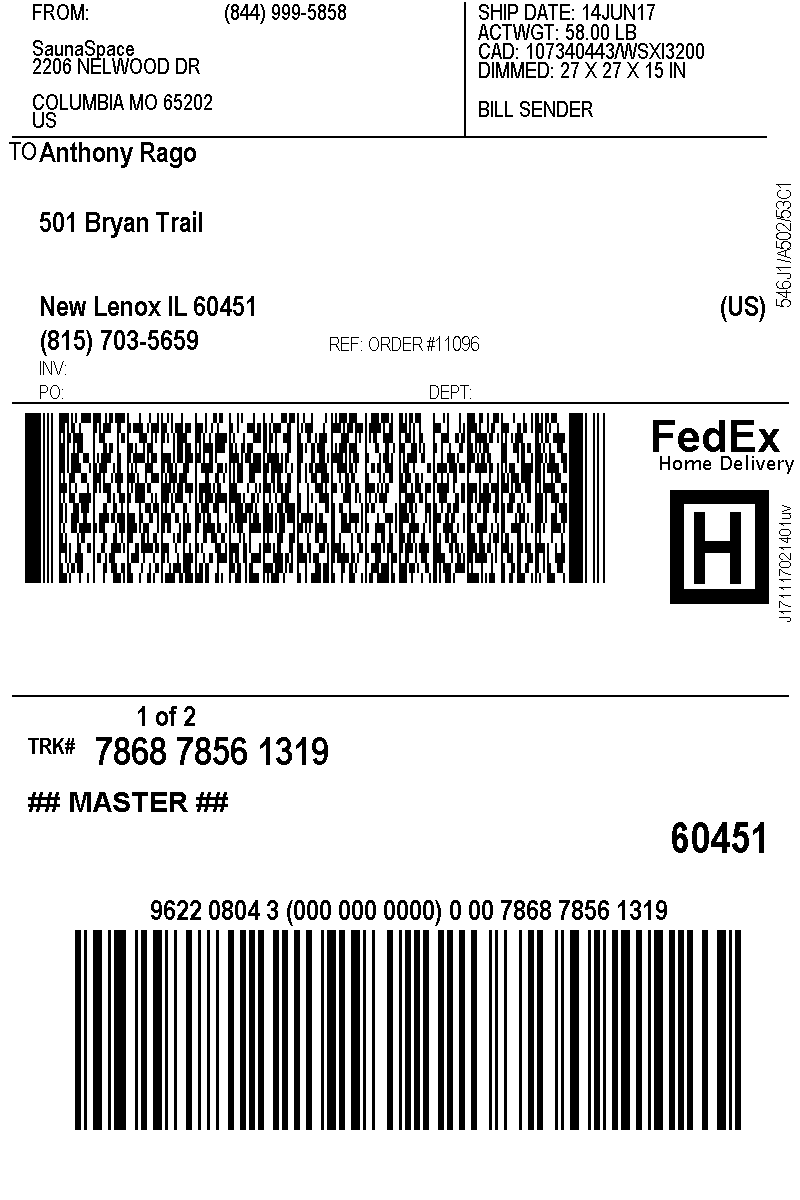 FROM: (844) 999-5858
SaunaSpace
2206 NELWOOD DR
COLUMBIA MO 65202
US
SHIP DATE: 14JUN17
ACTWGT: 58.00 LB
CAD: 107340443/WSXI3200
DIMMED: 27 X 27 X 15 IN
BILL SENDER
TO Anthony Rago
501 Bryan Trail
New Lenox IL 60451 (US)
(815) 703-5659 REF: ORDER #11096
INV:
PO: DEPT:
546J1/A502/53C1
FedEx
Home Delivery
H
J171117021401uv
1 of 2
TRK# 7868 7856 1319
## MASTER ##
60451
9622 0804 3 (000 000 0000) 0 00 7868 7856 1319